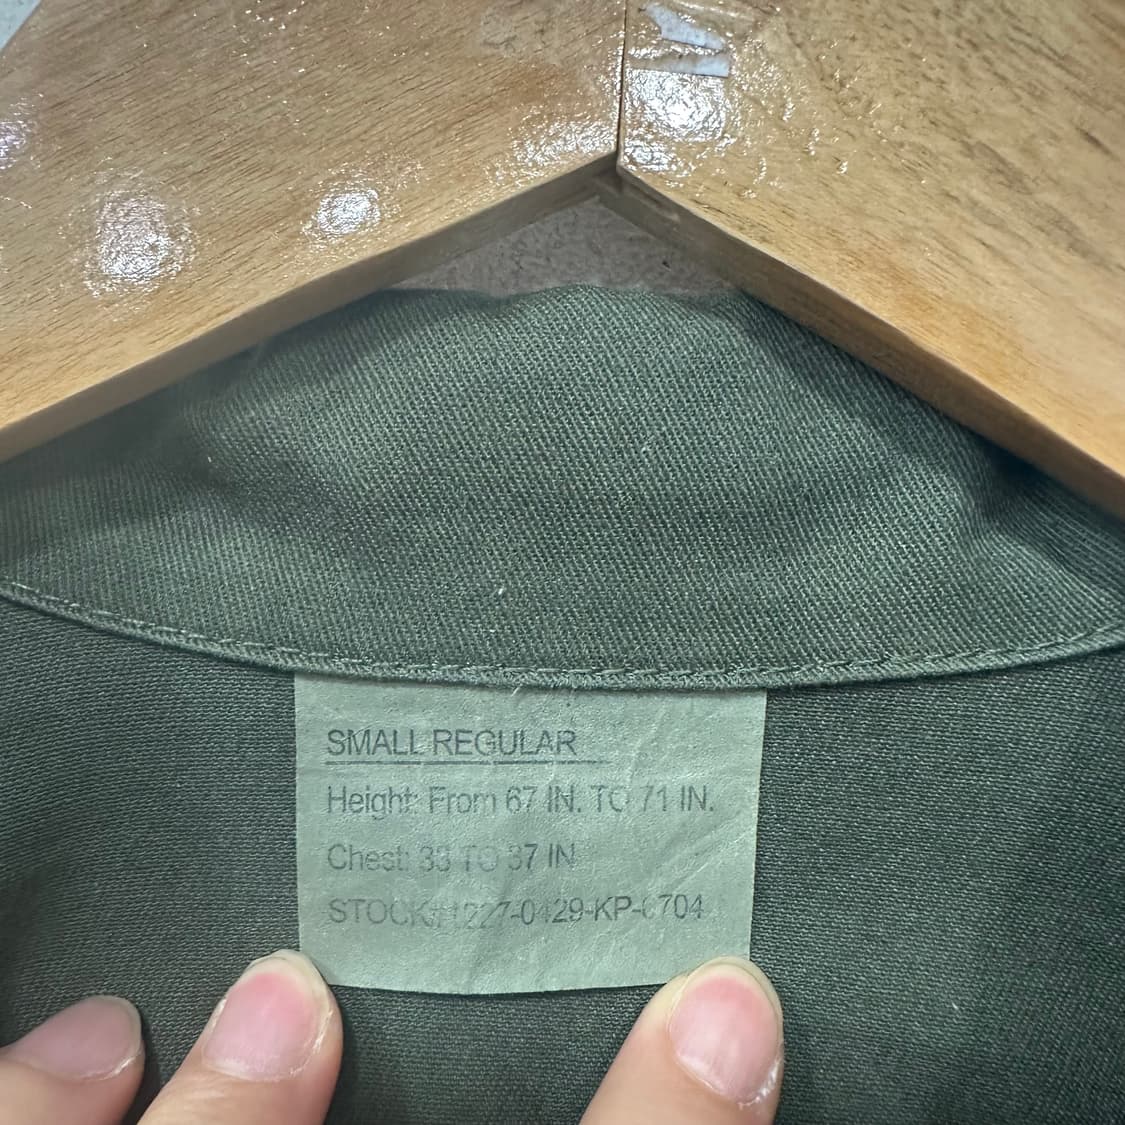 SMALL REGULAR
Height: From 67 IN. TO 71 IN.
Chest: 33 TO 37 IN
STOCK#1227-0429-KP-0704